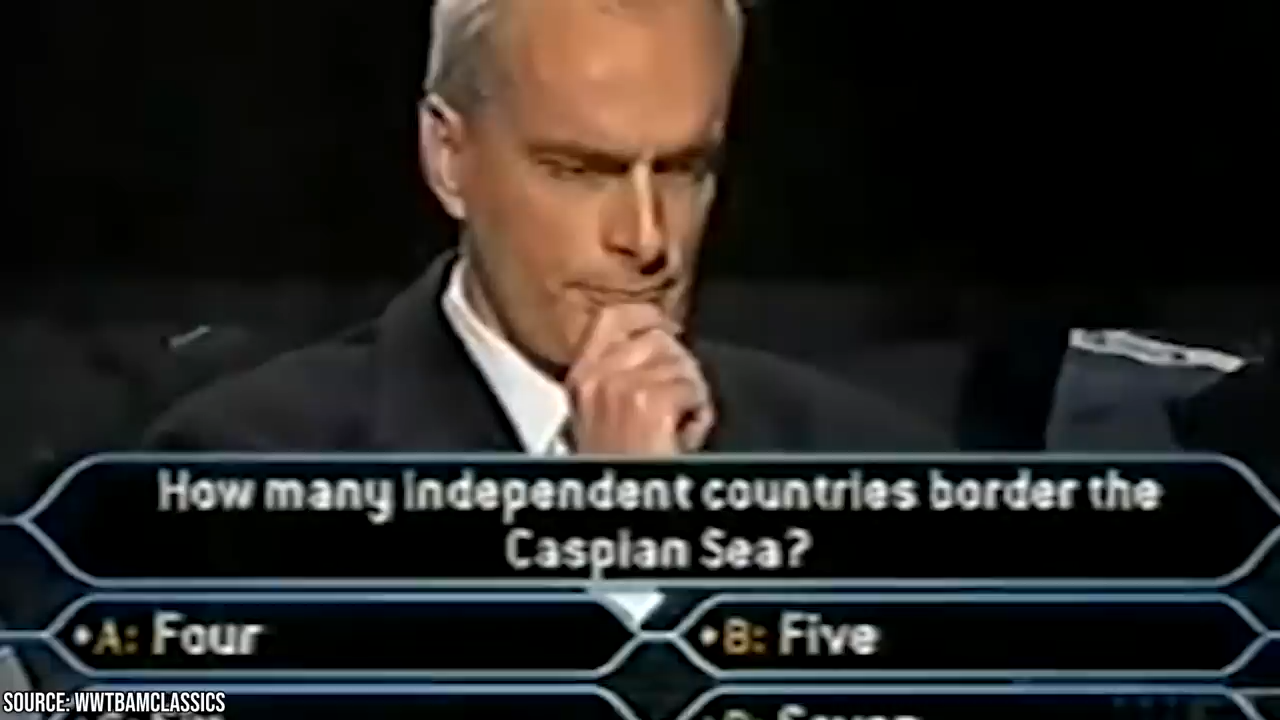 How many independent countries border the
Caspian Sea?
A: Four
B: Five
SOURCE: WWTBAMCLASSICS